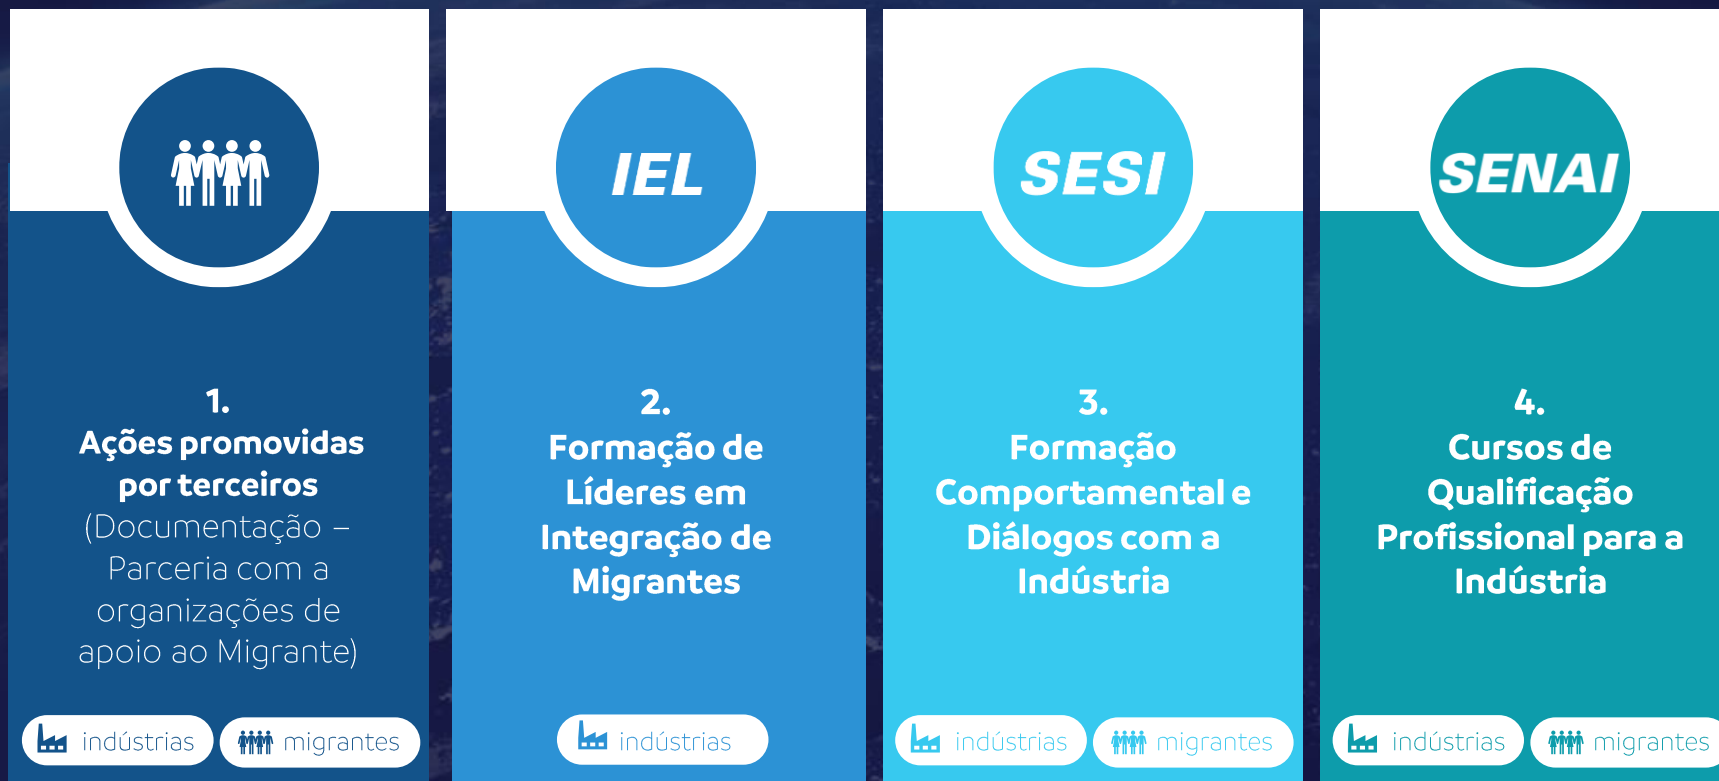 1.
Ações promovidas
por terceiros
(Documentação –
Parceria com a
organizações de
apoio ao Migrante)
indústrias
migrantes
IEL
2.
Formação de
Líderes em
Integração de
Migrantes
indústrias
SESI
3.
Formação
Comportamental e
Diálogos com a
Indústria
indústrias
migrantes
SENAI
4.
Cursos de
Qualificação
Profissional para a
Indústria
indústrias
migrantes